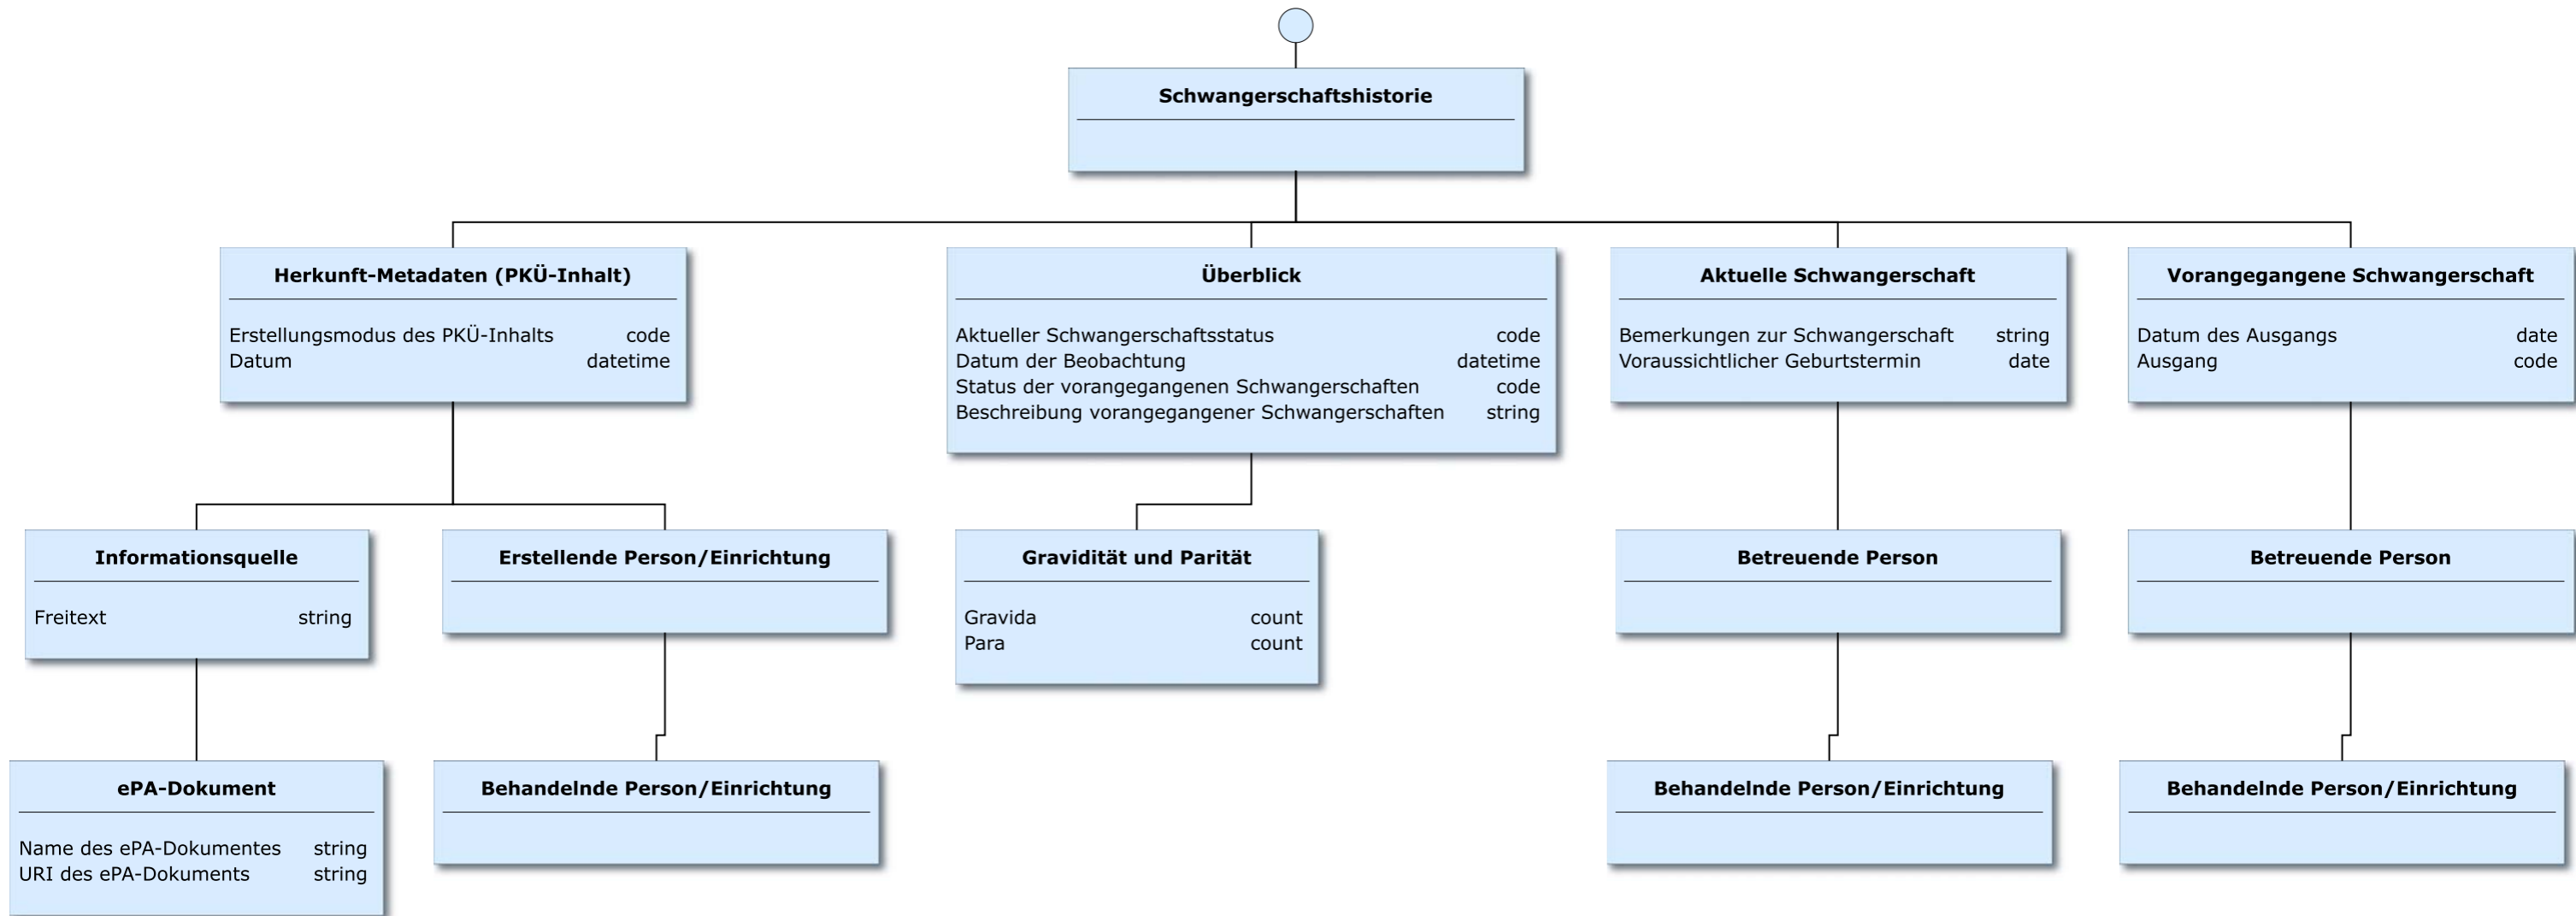 Schwangerschaftshistorie
Herkunft-Metadaten (PKÜ-Inhalt)
Erstellungsmodus des PKÜ-Inhalts code
Datum datetime
Überblick
Aktueller Schwangerschaftsstatus code
Datum der Beobachtung datetime
Status der vorangegangenen Schwangerschaften code
Beschreibung vorangegangener Schwangerschaften string
Aktuelle Schwangerschaft
Bemerkungen zur Schwangerschaft string
Voraussichtlicher Geburtstermin date
Vorangegangene Schwangerschaft
Datum des Ausgangs date
Ausgang code
Informationsquelle
Freitext string
Erstellende Person/Einrichtung
Gravidität und Parität
Gravida count
Para count
Betreuende Person
Betreuende Person
ePA-Dokument
Name des ePA-Dokumentes string
URI des ePA-Dokuments string
Behandelnde Person/Einrichtung
Behandelnde Person/Einrichtung
Behandelnde Person/Einrichtung